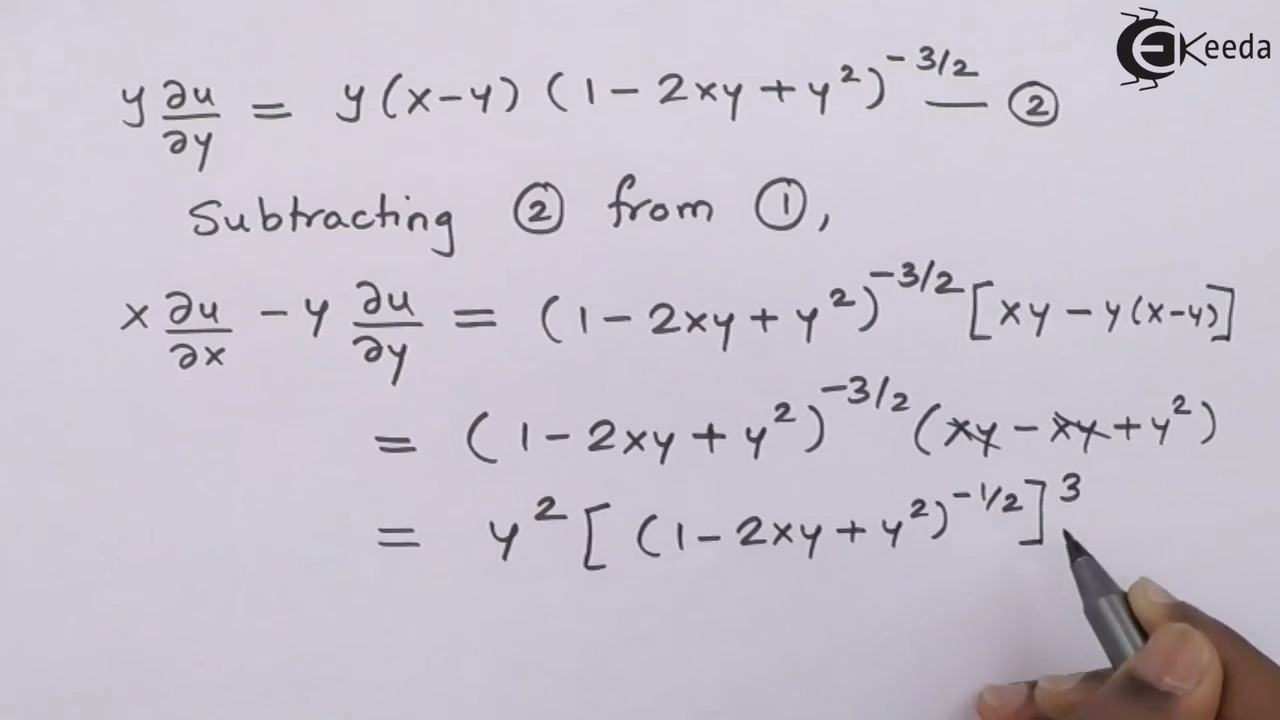 Keeda
y ∂u/∂y = y(x-y) (1-2xy+y²)^-3/2 — ②
Subtracting ② from ①,
x ∂u/∂x - y ∂u/∂y = (1-2xy+y²)^-3/2 [xy-y(x-y)]
= (1-2xy+y²)^-3/2 (xy-xy+y²)
= y² [(1-2xy+y²)^-1/2]³